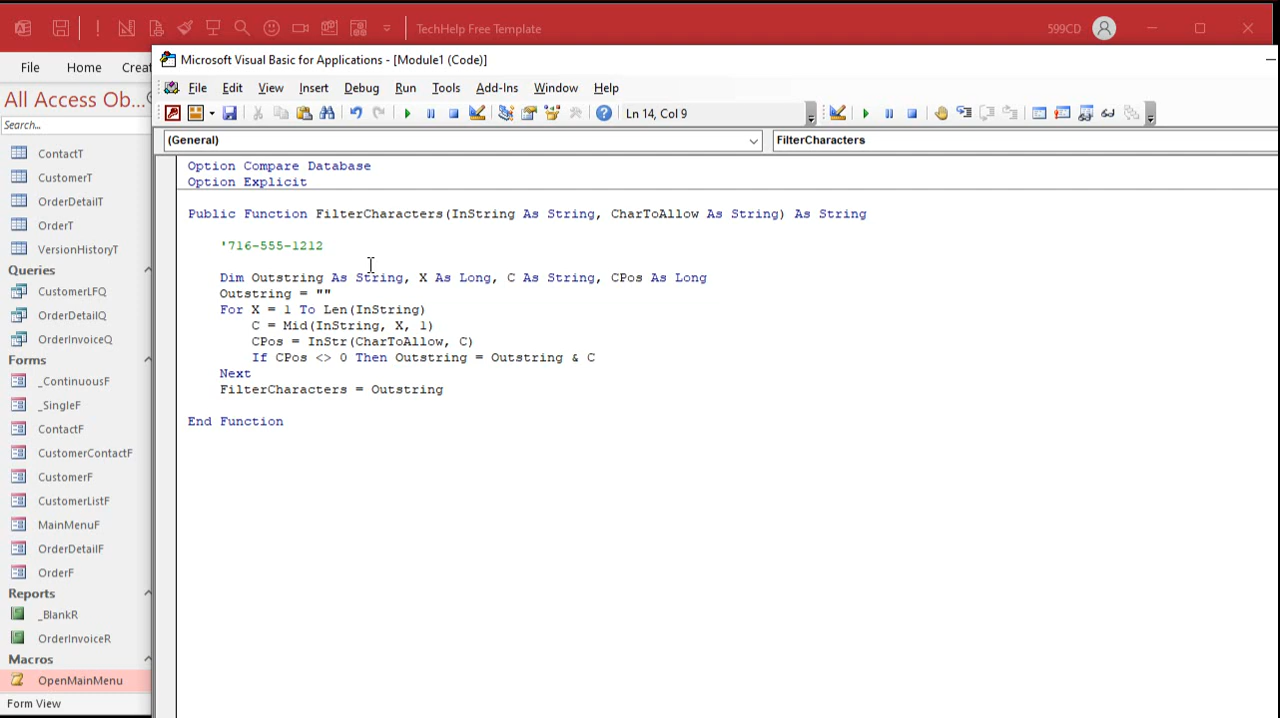 TechHelp Free Template
599CD
File Home Creat
All Access Ob...
Search...
ContactT
CustomerT
OrderDetailT
OrderT
VersionHistoryT
Queries
CustomerLFQ
OrderDetailQ
OrderInvoiceQ
Forms
_ContinuousF
_SingleF
ContactF
CustomerContactF
CustomerF
CustomerListF
MainMenuF
OrderDetailF
OrderF
Reports
_BlankR
OrderInvoiceR
Macros
OpenMainMenu
Form View
Microsoft Visual Basic for Applications - [Module1 (Code)]
File Edit View Insert Debug Run Tools Add-Ins Window Help
Ln 14, Col 9
(General) FilterCharacters
Option Compare Database
Option Explicit
Public Function FilterCharacters(InString As String, CharToAllow As String) As String
'716-555-1212
Dim Outstring As String, X As Long, C As String, CPos As Long
Outstring = ""
For X = 1 To Len(InString)
C = Mid(InString, X, 1)
CPos = InStr(CharToAllow, C)
If CPos <> 0 Then Outstring = Outstring & C
Next
FilterCharacters = Outstring
End Function